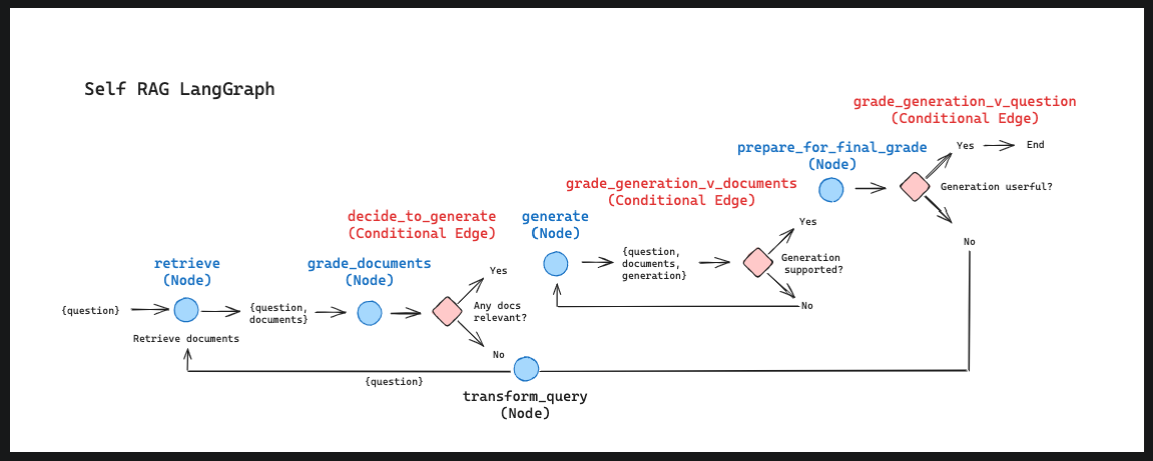 Self RAG LangGraph
grade_generation_v_question
(Conditional Edge)
Yes
End
prepare_for_final_grade
(Node)
Generation userful?
No
grade_generation_v_documents
(Conditional Edge)
Yes
Generation
supported?
No
generate
(Node)
{question,
documents,
generation}
decide_to_generate
(Conditional Edge)
Yes
Any docs
relevant?
No
grade_documents
(Node)
retrieve
(Node)
{question}
{question,
documents}
Retrieve documents
{question}
transform_query
(Node)